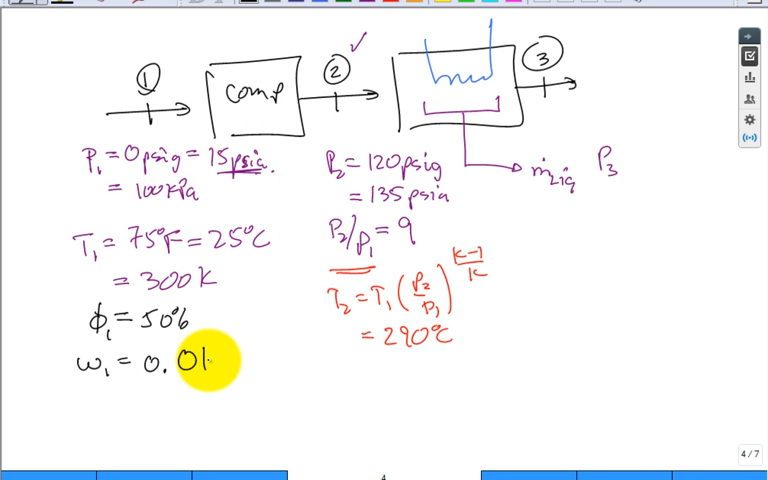 ①
②
③
comp
P₁ = 0 psig = 15 psia.
= 100 kPa
T₁ = 75°F = 25°C
= 300 K
ϕ₁ = 50%
ω₁ = 0.01
P₂ = 120 psig
= 135 psia
P₂/P₁ = 9
T₂ = T₁ (P₂/P₁)^(k-1)/k
= 290°C
ṁliq
P₃
4 / 7
4